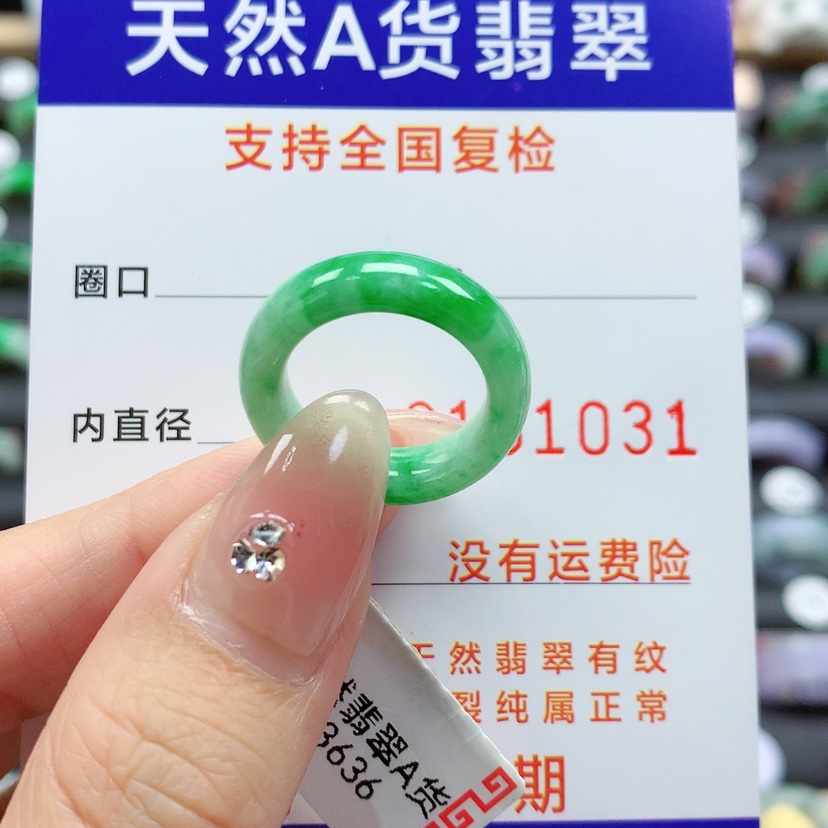 天然A货翡翠
支持全国复检
圈口
内直径
1031
没有运费险
然翡翠有纹
裂纯属正常
期
翡翠A货
3636